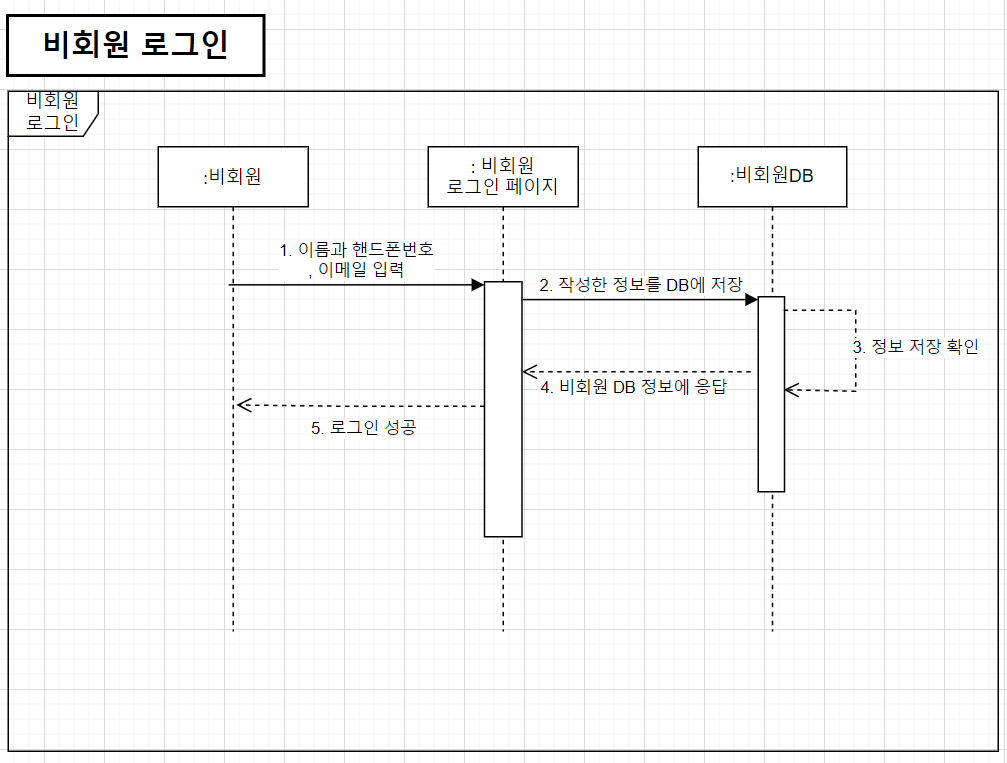 비회원 로그인
비회원
로그인
:비회원
: 비회원
로그인 페이지
:비회원DB
1. 이름과 핸드폰번호
, 이메일 입력
2. 작성한 정보를 DB에 저장
3. 정보 저장 확인
4. 비회원 DB 정보에 응답
5. 로그인 성공